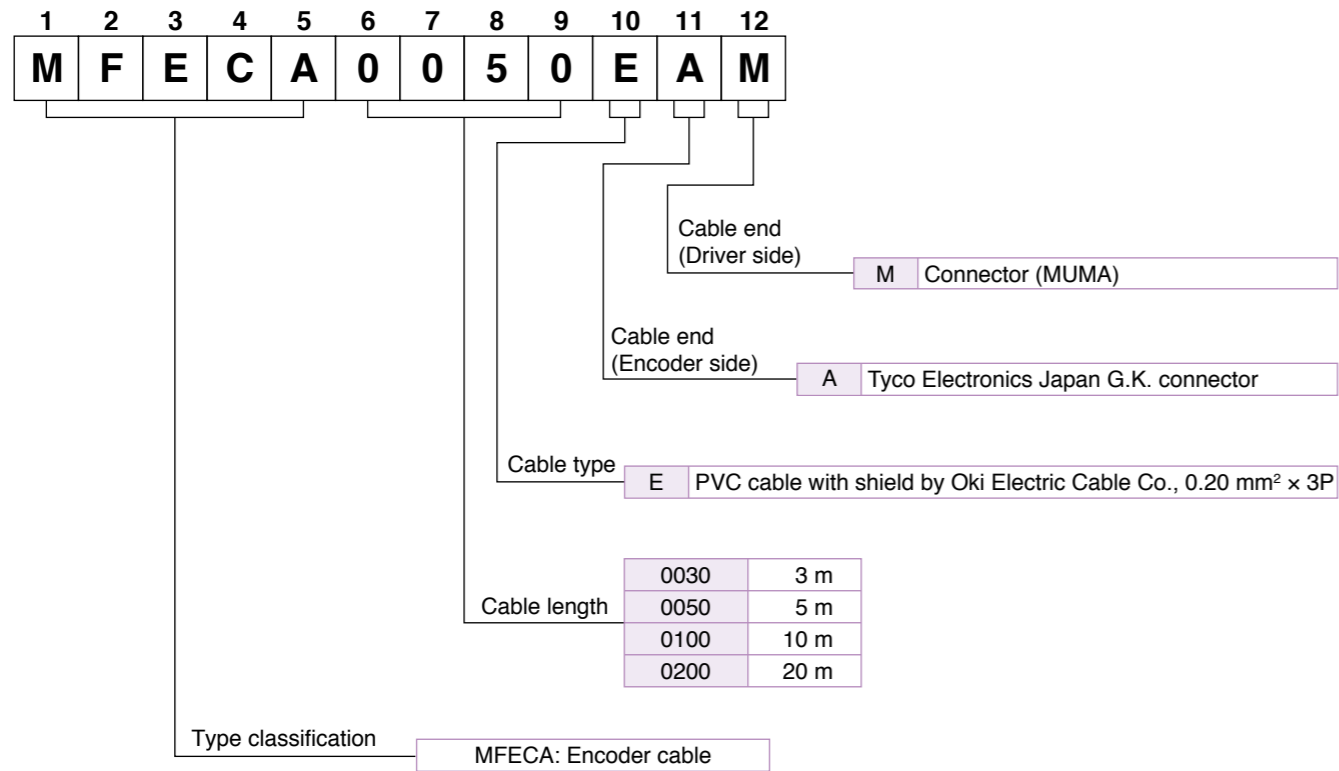 1 2 3 4 5 6 7 8 9 10 11 12
M F E C A 0 0 5 0 E A M
Cable end
(Driver side)
M Connector (MUMA)
Cable end
(Encoder side)
A Tyco Electronics Japan G.K. connector
Cable type
E PVC cable with shield by Oki Electric Cable Co., 0.20 mm² × 3P
0030 3 m
Cable length
0050 5 m
0100 10 m
0200 20 m
Type classification
MFECA: Encoder cable